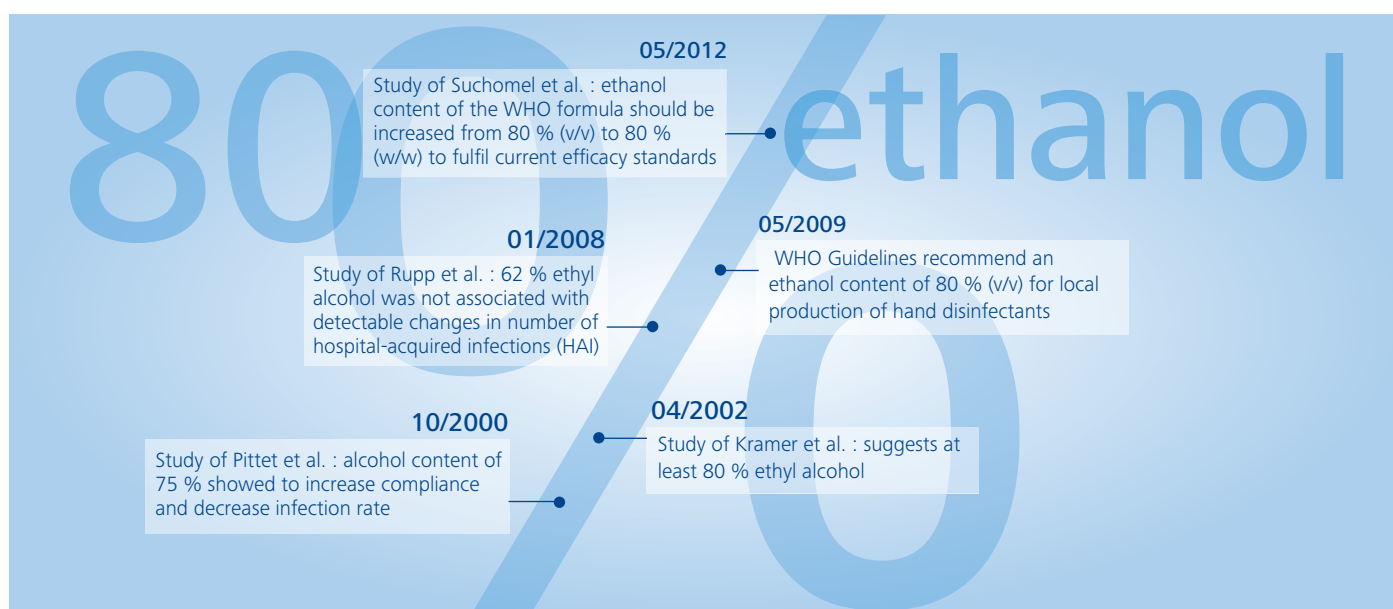 80 % ethanol
05/2012
Study of Suchomel et al. : ethanol
content of the WHO formula should be
increased from 80 % (v/v) to 80 %
(w/w) to fulfil current efficacy standards
05/2009
WHO Guidelines recommend an
ethanol content of 80 % (v/v) for local
production of hand disinfectants
01/2008
Study of Rupp et al. : 62 % ethyl
alcohol was not associated with
detectable changes in number of
hospital-acquired infections (HAI)
04/2002
Study of Kramer et al. : suggests at
least 80 % ethyl alcohol
10/2000
Study of Pittet et al. : alcohol content of
75 % showed to increase compliance
and decrease infection rate